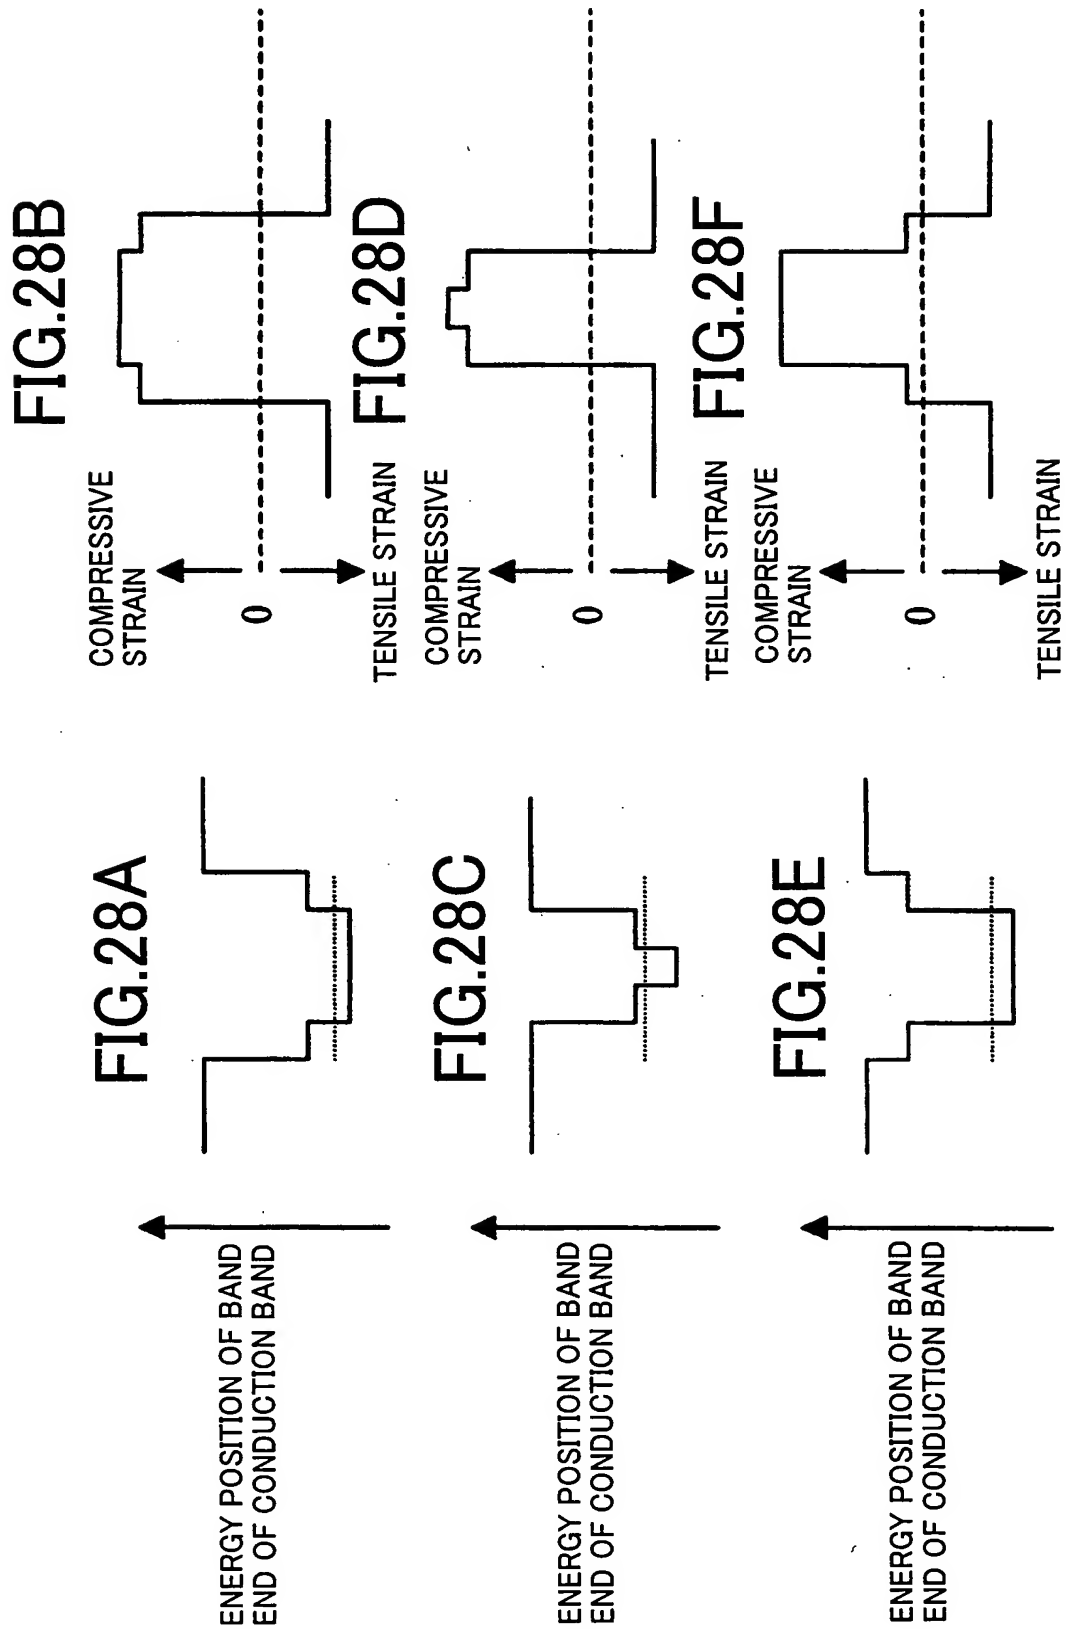 FIG.28A
ENERGY POSITION OF BAND
END OF CONDUCTION BAND
FIG.28B
COMPRESSIVE
STRAIN
0
TENSILE STRAIN
FIG.28C
ENERGY POSITION OF BAND
END OF CONDUCTION BAND
FIG.28D
COMPRESSIVE
STRAIN
0
TENSILE STRAIN
FIG.28E
ENERGY POSITION OF BAND
END OF CONDUCTION BAND
FIG.28F
COMPRESSIVE
STRAIN
0
TENSILE STRAIN